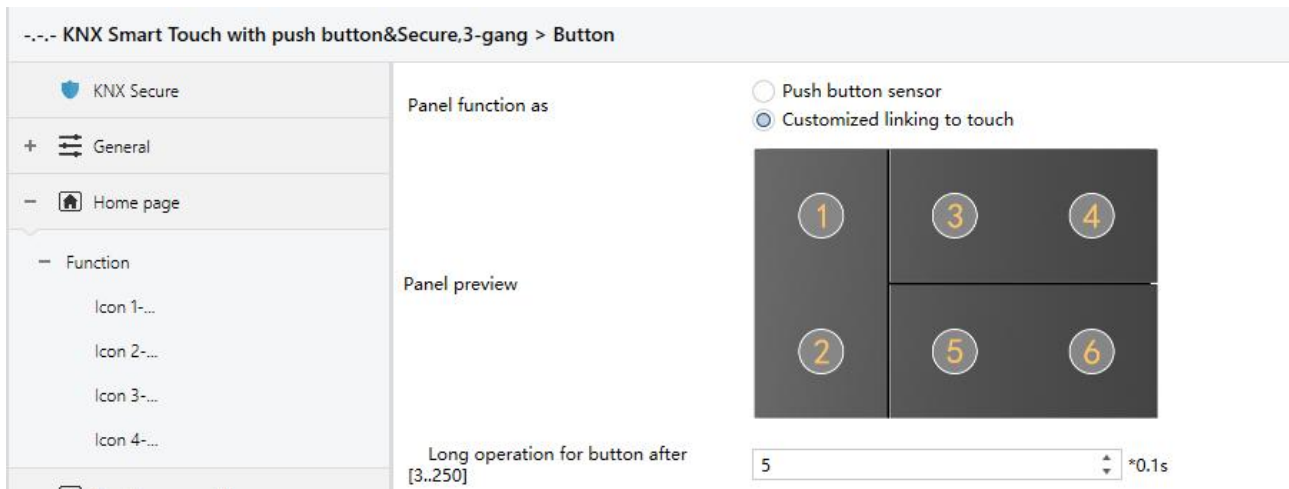 -.-.- KNX Smart Touch with push button&Secure,3-gang > Button
KNX Secure
+ General
- Home page
- Function
Icon 1-...
Icon 2-...
Icon 3-...
Icon 4-...
Panel function as
Push button sensor
Customized linking to touch
Panel preview
1 3 4
2 5 6
Long operation for button after
[3..250]
5 *0.1s